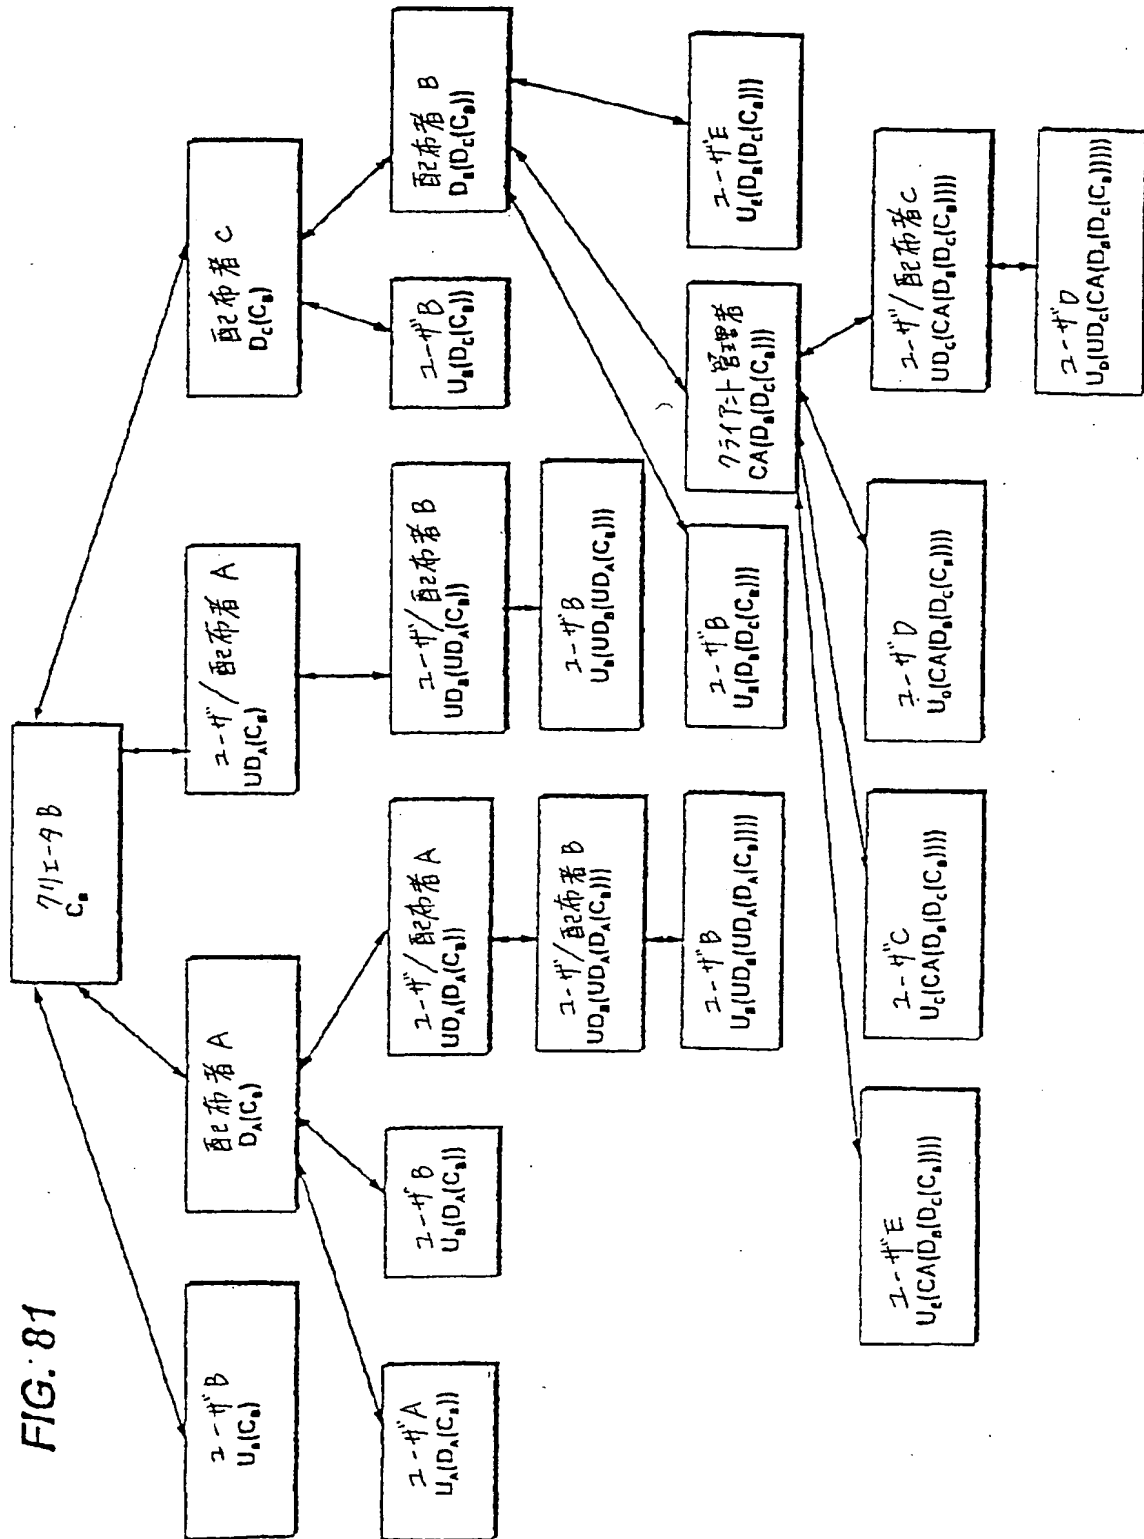 FIG. 81
クリエータB
C_B
ユーザB
U_B(C_B)
配布者A
D_A(C_B)
ユーザ/配布者A
UD_A(C_B)
配布者C
D_C(C_B)
ユーザA
U_A(D_A(C_B))
ユーザB
U_B(D_A(C_B))
ユーザ/配布者A
UD_A(D_A(C_B))
ユーザ/配布者B
UD_B(UD_A(C_B))
ユーザB
U_B(D_C(C_B))
配布者B
D_B(D_C(C_B))
ユーザ/配布者B
UD_B(UD_A(D_A(C_B)))
ユーザB
U_B(UD_B(UD_A(C_B)))
ユーザB
U_B(UD_B(UD_A(D_A(C_B))))
ユーザB
U_B(D_B(D_C(C_B)))
クライアント管理者
CA(D_B(D_C(C_B)))
ユーザE
U_E(D_B(D_C(C_B)))
ユーザE
U_E(CA(D_B(D_C(C_B))))
ユーザC
U_C(CA(D_B(D_C(C_B))))
ユーザD
U_D(CA(D_B(D_C(C_B))))
ユーザ/配布者C
UD_C(CA(D_B(D_C(C_B))))
ユーザD
U_D(UD_C(CA(D_B(D_C(C_B)))))